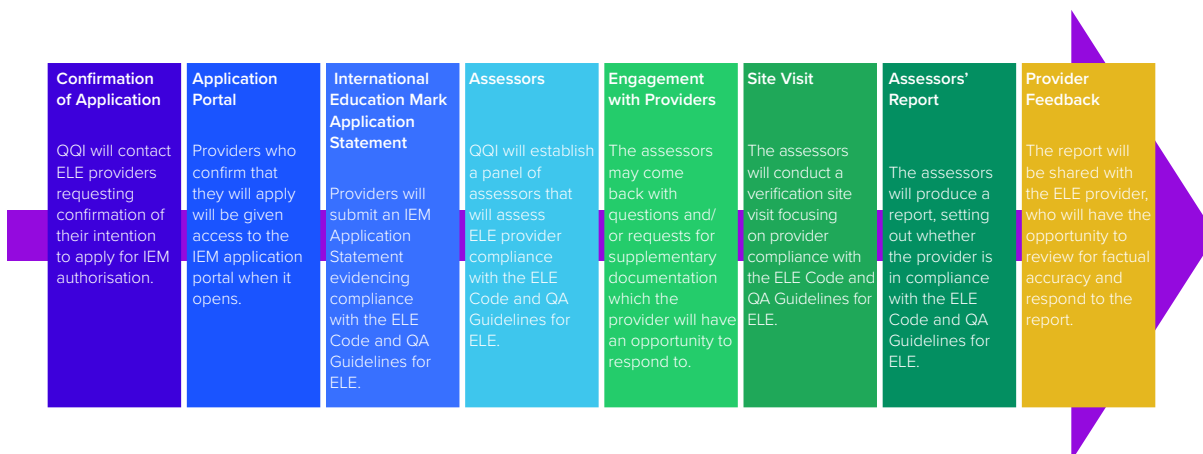 Confirmation
of Application
QQI will contact
ELE providers
requesting
confirmation of
their intention
to apply for IEM
authorisation.
Application
Portal
Providers who
confirm that
they will apply
will be given
access to the
IEM application
portal when it
opens.
International
Education Mark
Application
Statement
Providers will
submit an IEM
Application
Statement
evidencing
compliance
with the ELE
Code and QA
Guidelines for
ELE.
Assessors
QQI will establish
a panel of
assessors that
will assess
ELE provider
compliance
with the ELE
Code and QA
Guidelines for
ELE.
Engagement
with Providers
The assessors
may come
back with
questions and/
or requests for
supplementary
documentation
which the
provider will have
an opportunity to
respond to.
Site Visit
The assessors
will conduct a
verification site
visit focusing
on provider
compliance with
the ELE Code and
QA Guidelines for
ELE.
Assessors’
Report
The assessors
will produce a
report, setting
out whether
the provider is
in compliance
with the ELE
Code and QA
Guidelines for
ELE.
Provider
Feedback
The report will
be shared with
the ELE provider,
who will have the
opportunity to
review for factual
accuracy and
respond to the
report.